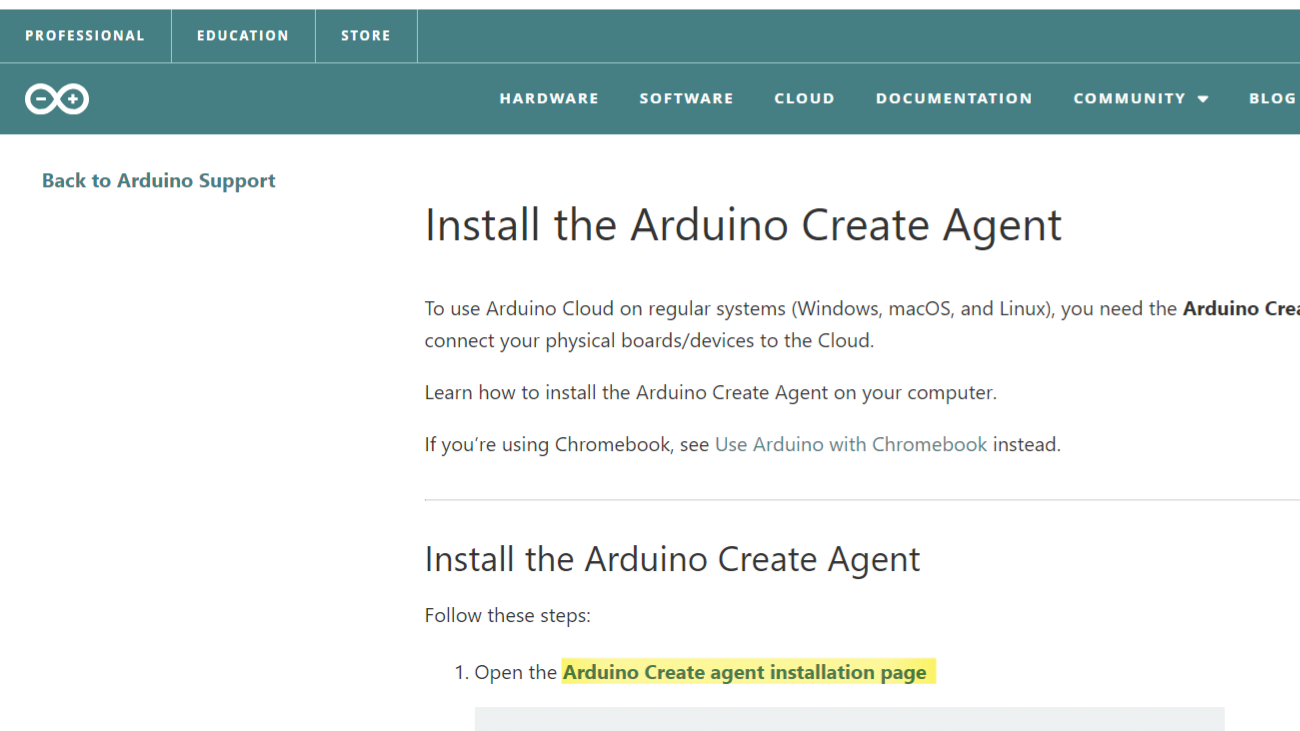 PROFESSIONAL EDUCATION STORE
HARDWARE SOFTWARE CLOUD DOCUMENTATION COMMUNITY BLOG
Back to Arduino Support
Install the Arduino Create Agent
To use Arduino Cloud on regular systems (Windows, macOS, and Linux), you need the Arduino
connect your physical boards/devices to the Cloud.
Learn how to install the Arduino Create Agent on your computer.
If you’re using Chromebook, see Use Arduino with Chromebook instead.
Install the Arduino Create Agent
Follow these steps:
1. Open the Arduino Create agent installation page